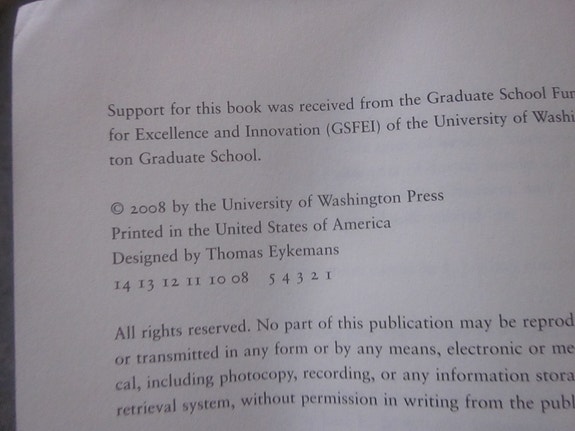 Support for this book was received from the Graduate School Fun
for Excellence and Innovation (GSFEI) of the University of Washi
ton Graduate School.
© 2008 by the University of Washington Press
Printed in the United States of America
Designed by Thomas Eykemans
14 13 12 11 10 08 5 4 3 2 1
All rights reserved. No part of this publication may be reprod
or transmitted in any form or by any means, electronic or me
cal, including photocopy, recording, or any information stora
retrieval system, without permission in writing from the publ